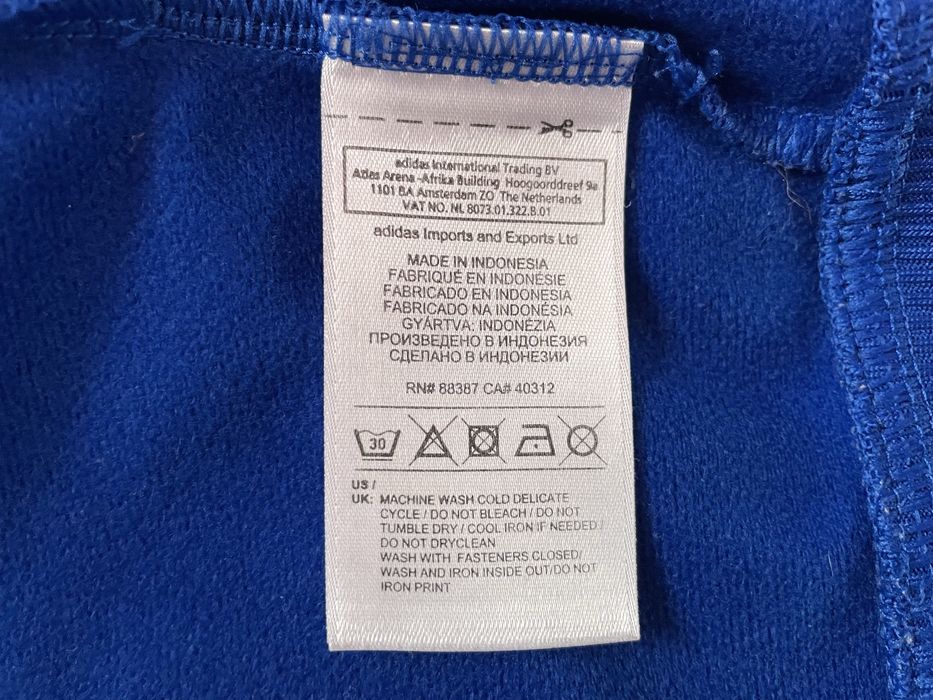 adidas International Trading BV
Atlas Arena -Afrika Building Hoogoorddreef 9a
1101 BA Amsterdam ZO The Netherlands
VAT NO. NL 8073.01.322.B.01
adidas Imports and Exports Ltd
MADE IN INDONESIA
FABRIQUÉ EN INDONÉSIE
FABRICADO EN INDONESIA
FABRICADO NA INDONÉSIA
GYÁRTVA: INDONÉZIA
ПРОИЗВЕДЕНО В ИНДОНЕЗИЯ
СДЕЛАНО В ИНДОНЕЗИИ
RN# 88387 CA# 40312
30
US /
UK: MACHINE WASH COLD DELICATE
CYCLE / DO NOT BLEACH / DO NOT
TUMBLE DRY / COOL IRON IF NEEDED /
DO NOT DRYCLEAN
WASH WITH FASTENERS CLOSED/
WASH AND IRON INSIDE OUT/DO NOT
IRON PRINT